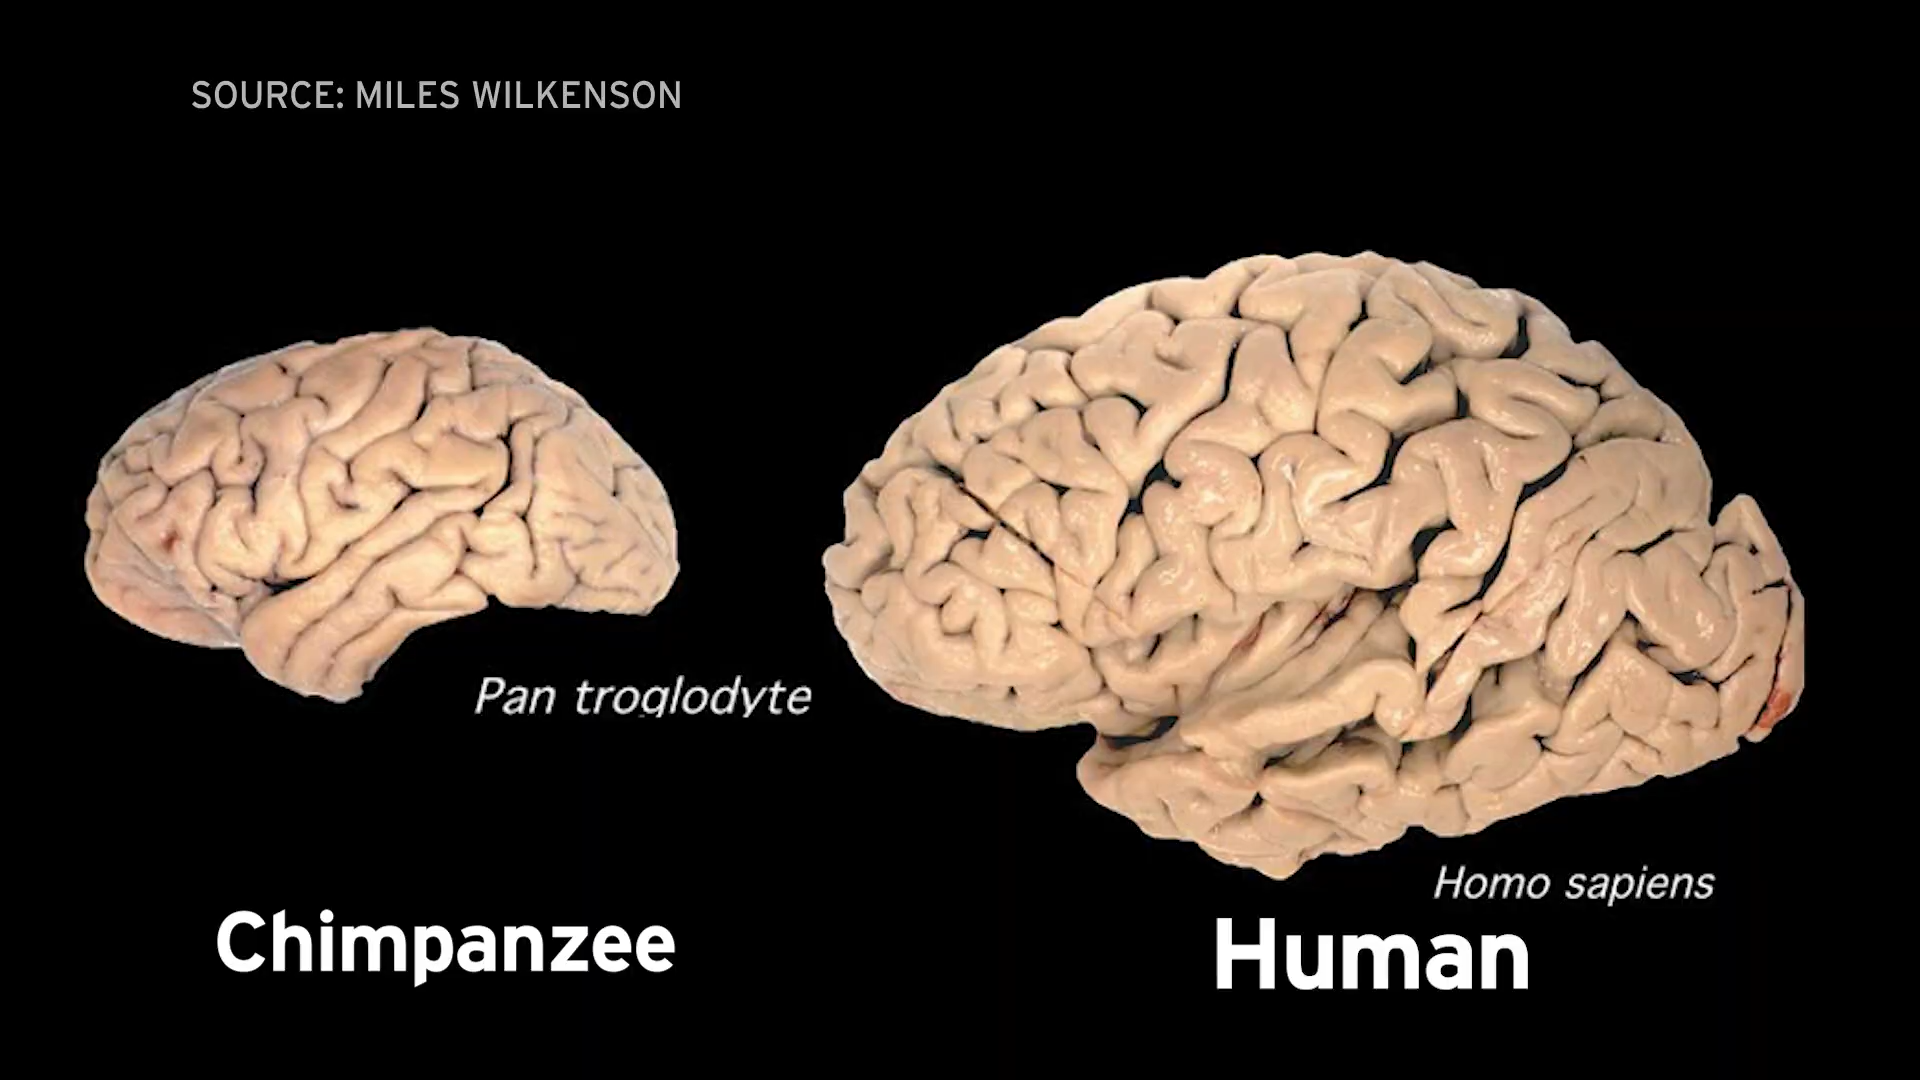 SOURCE: MILES WILKENSON
Pan troglodyte
Homo sapiens
Chimpanzee
Human